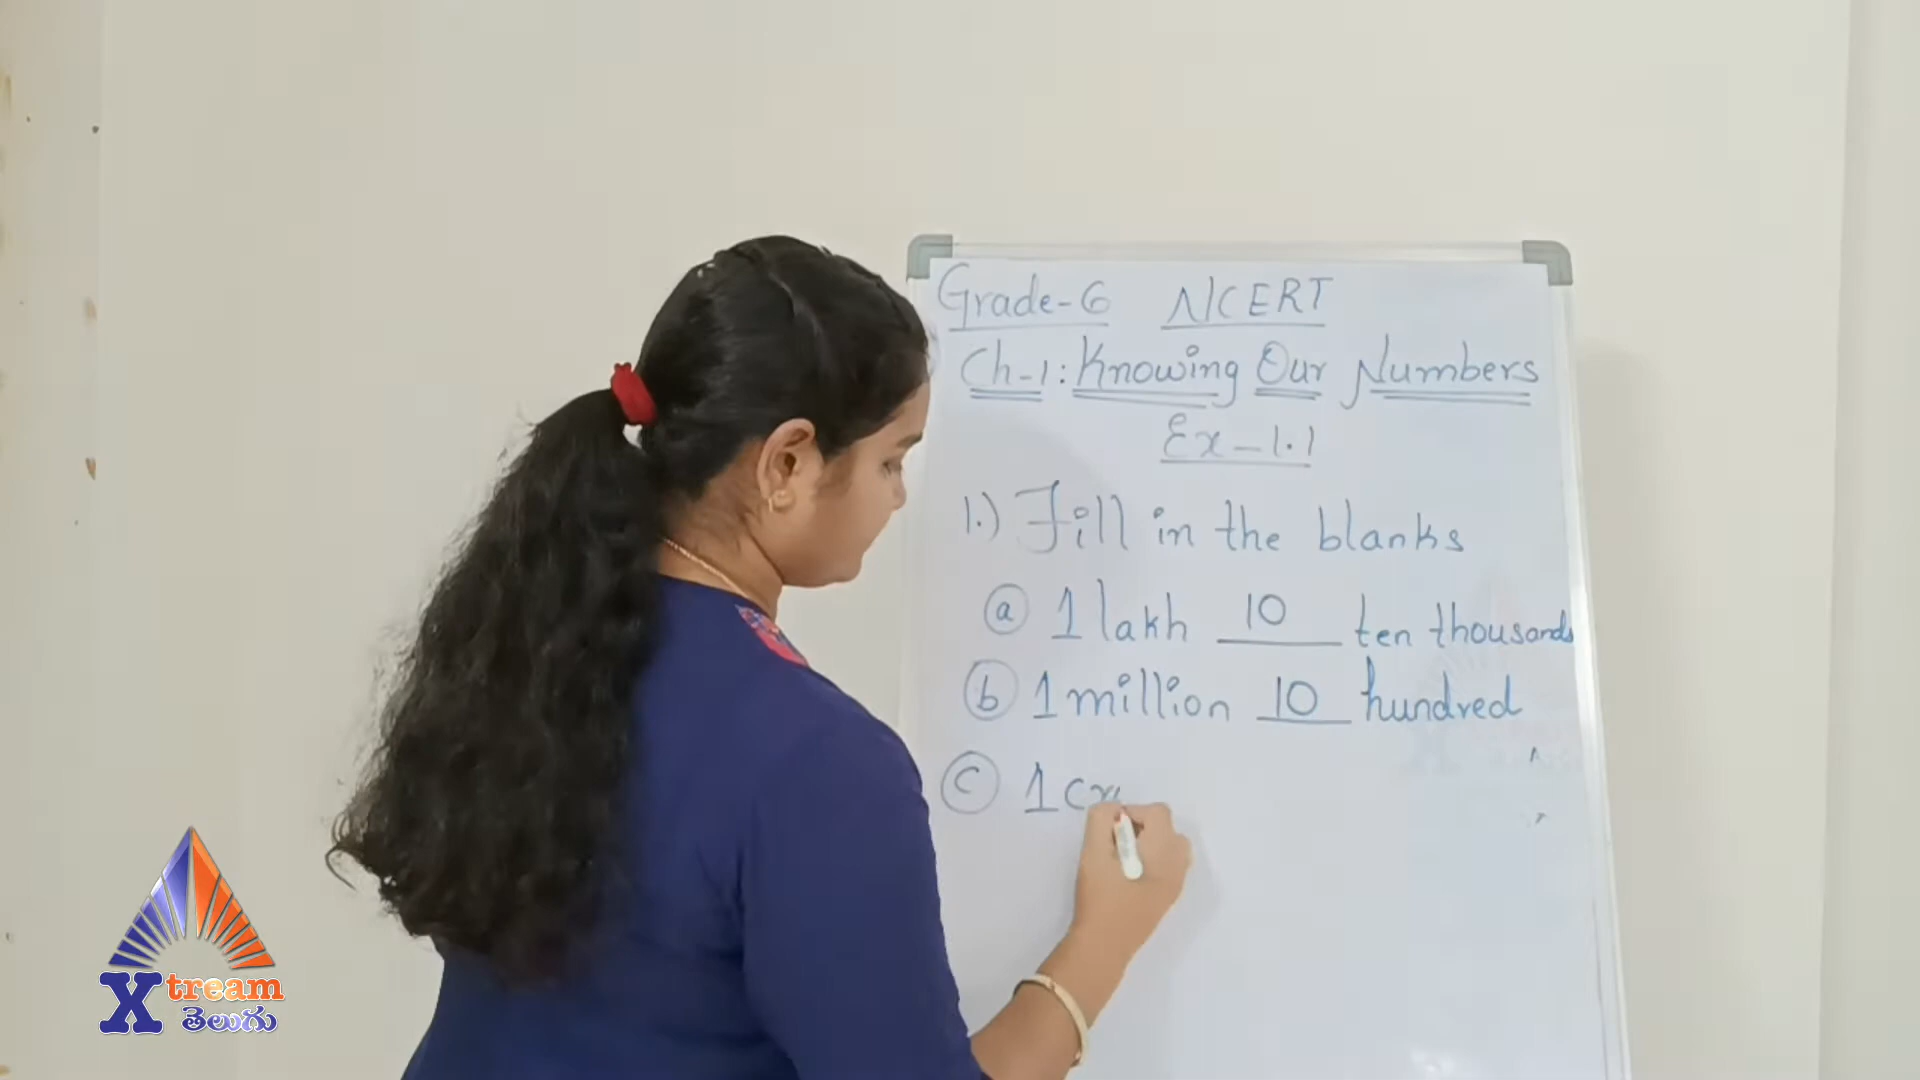 Grade-6 NCERT
Ch-1: Knowing Our Numbers
Ex-1.1
1.) Fill in the blanks
a 1 lakh 10 ten thousands
b 1 million 10 hundred
c 1 cr
Xtream
తెలుగు